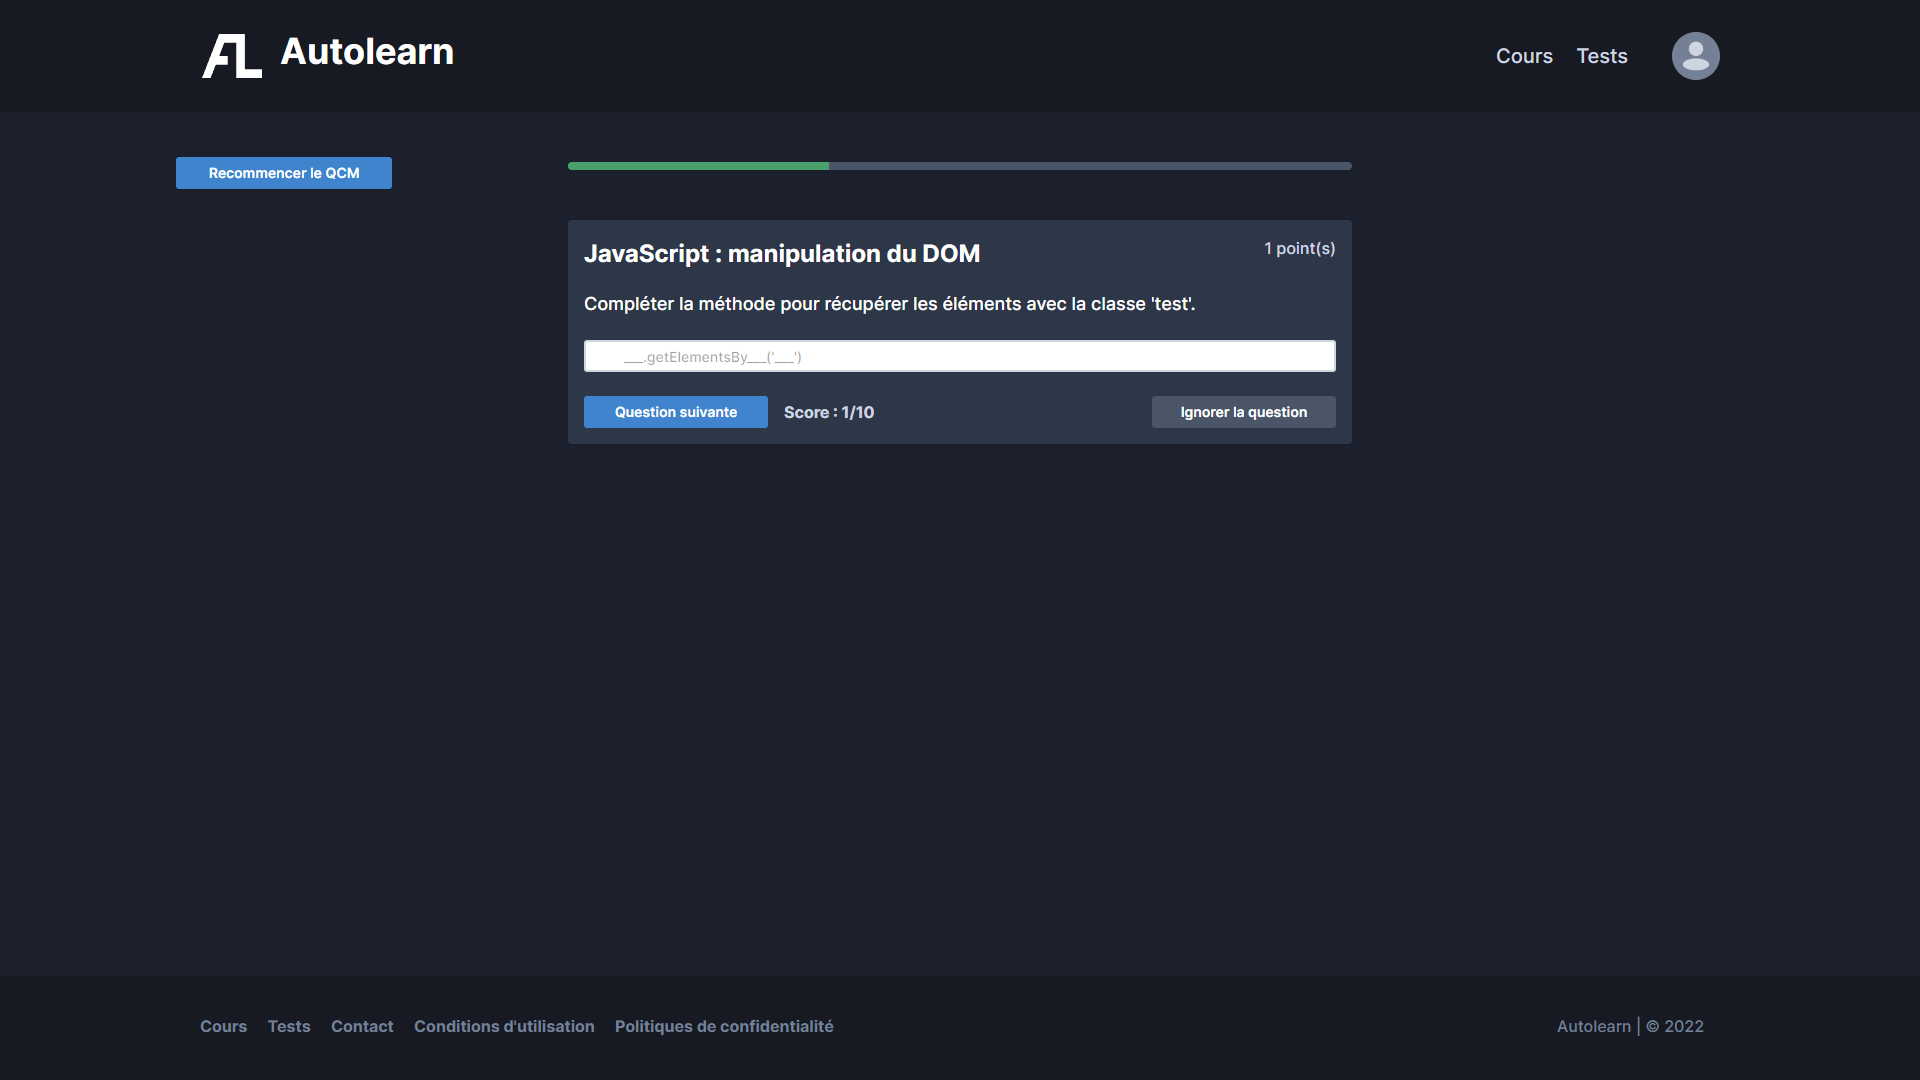 AL Autolearn
Cours Tests
Recommencer le QCM
JavaScript : manipulation du DOM
1 point(s)
Compléter la méthode pour récupérer les éléments avec la classe 'test'.
___.getElementsBy___('___')
Question suivante Score : 1/10 Ignorer la question
Cours Tests Contact Conditions d'utilisation Politiques de confidentialité
Autolearn | © 2022